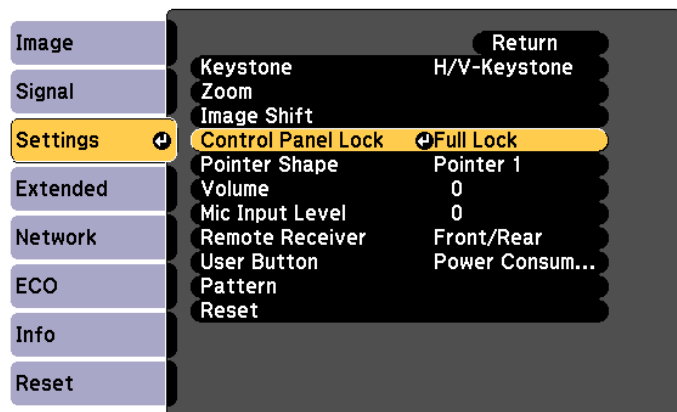 Image
Signal
Settings
Extended
Network
ECO
Info
Reset
Return
Keystone H/V-Keystone
Zoom
Image Shift
Control Panel Lock Full Lock
Pointer Shape Pointer 1
Volume 0
Mic Input Level 0
Remote Receiver Front/Rear
User Button Power Consum...
Pattern
Reset